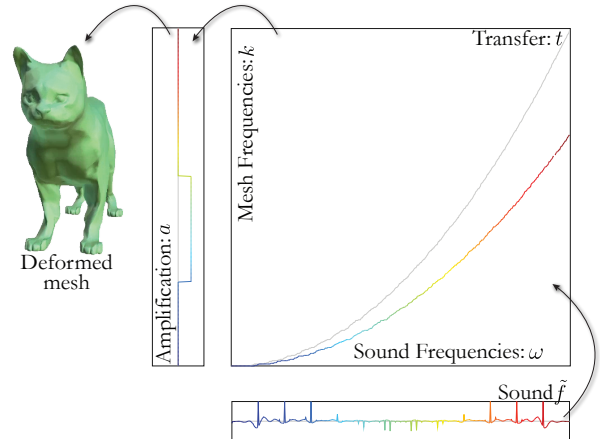 Transfer: t
Mesh Frequencies: k
Amplification: a
Deformed
mesh
Sound Frequencies: ω
Sound f̃